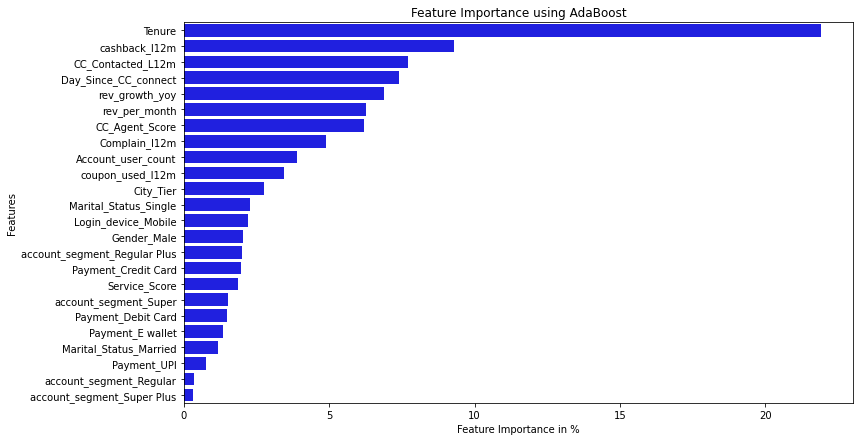 Feature Importance using AdaBoost
Features
Tenure
cashback_l12m
CC_Contacted_L12m
Day_Since_CC_connect
rev_growth_yoy
rev_per_month
CC_Agent_Score
Complain_l12m
Account_user_count
coupon_used_l12m
City_Tier
Marital_Status_Single
Login_device_Mobile
Gender_Male
account_segment_Regular Plus
Payment_Credit Card
Service_Score
account_segment_Super
Payment_Debit Card
Payment_E wallet
Marital_Status_Married
Payment_UPI
account_segment_Regular
account_segment_Super Plus
0 5 10 15 20
Feature Importance in %